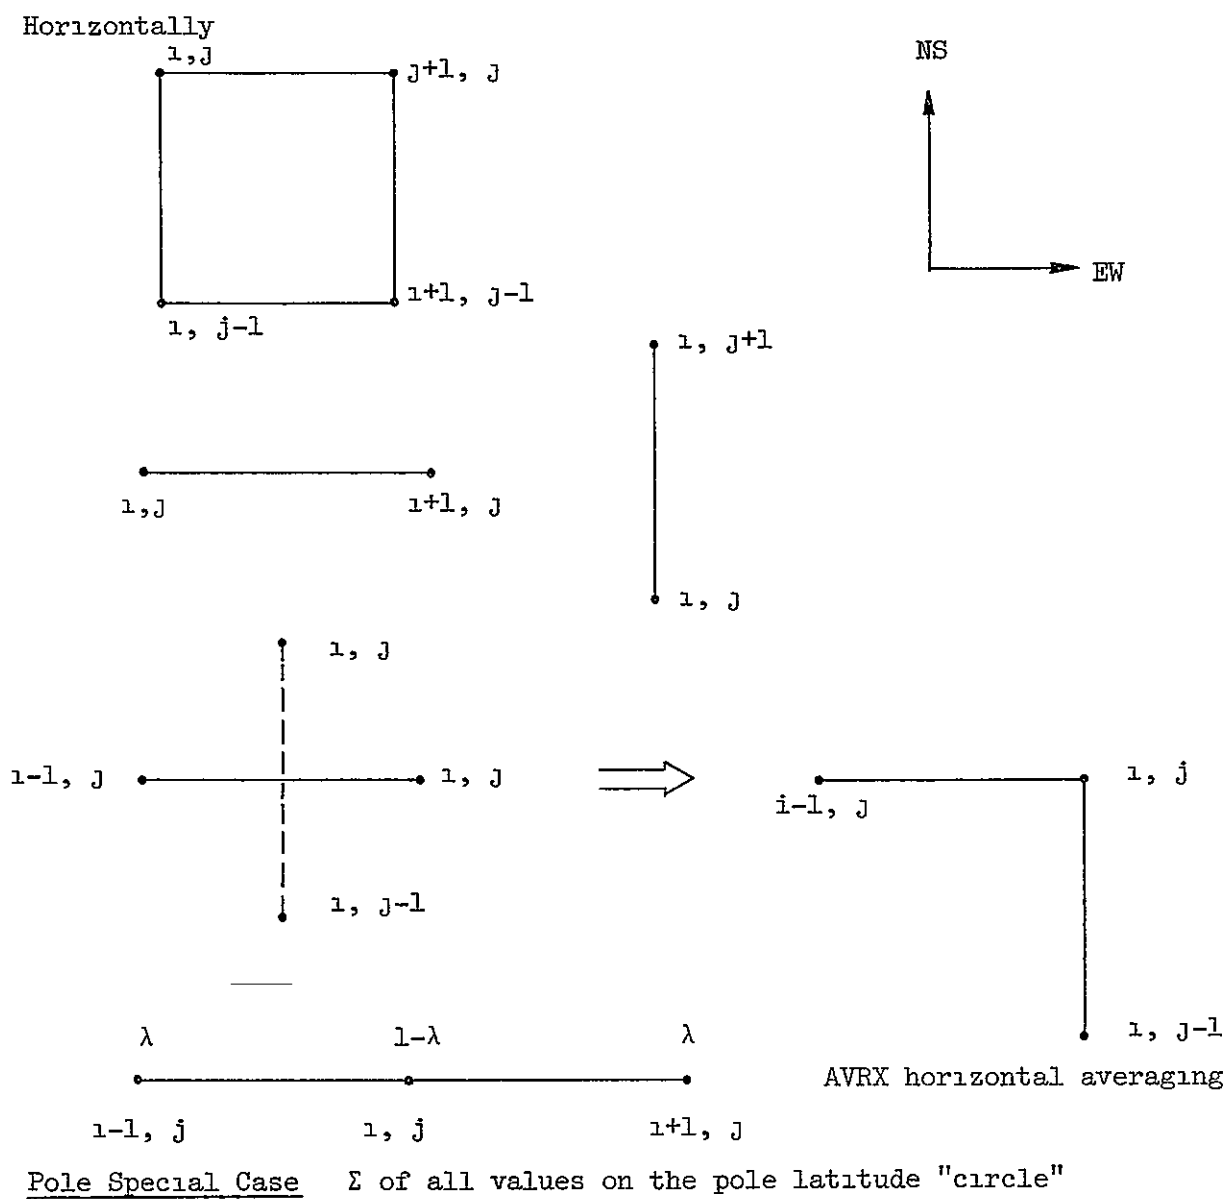 Horizontally
i,j
j+1, j
NS
EW
i+1, j-1
i, j-1
i, j+1
i,j
i+1, j
i, j
i, j
i-1, j
i, j
i, j
i-1, j
i, j-1
λ
1-λ
λ
i, j-1
AVRX horizontal averaging
i-1, j
i, j
i+1, j
Pole Special Case Σ of all values on the pole latitude "circle"